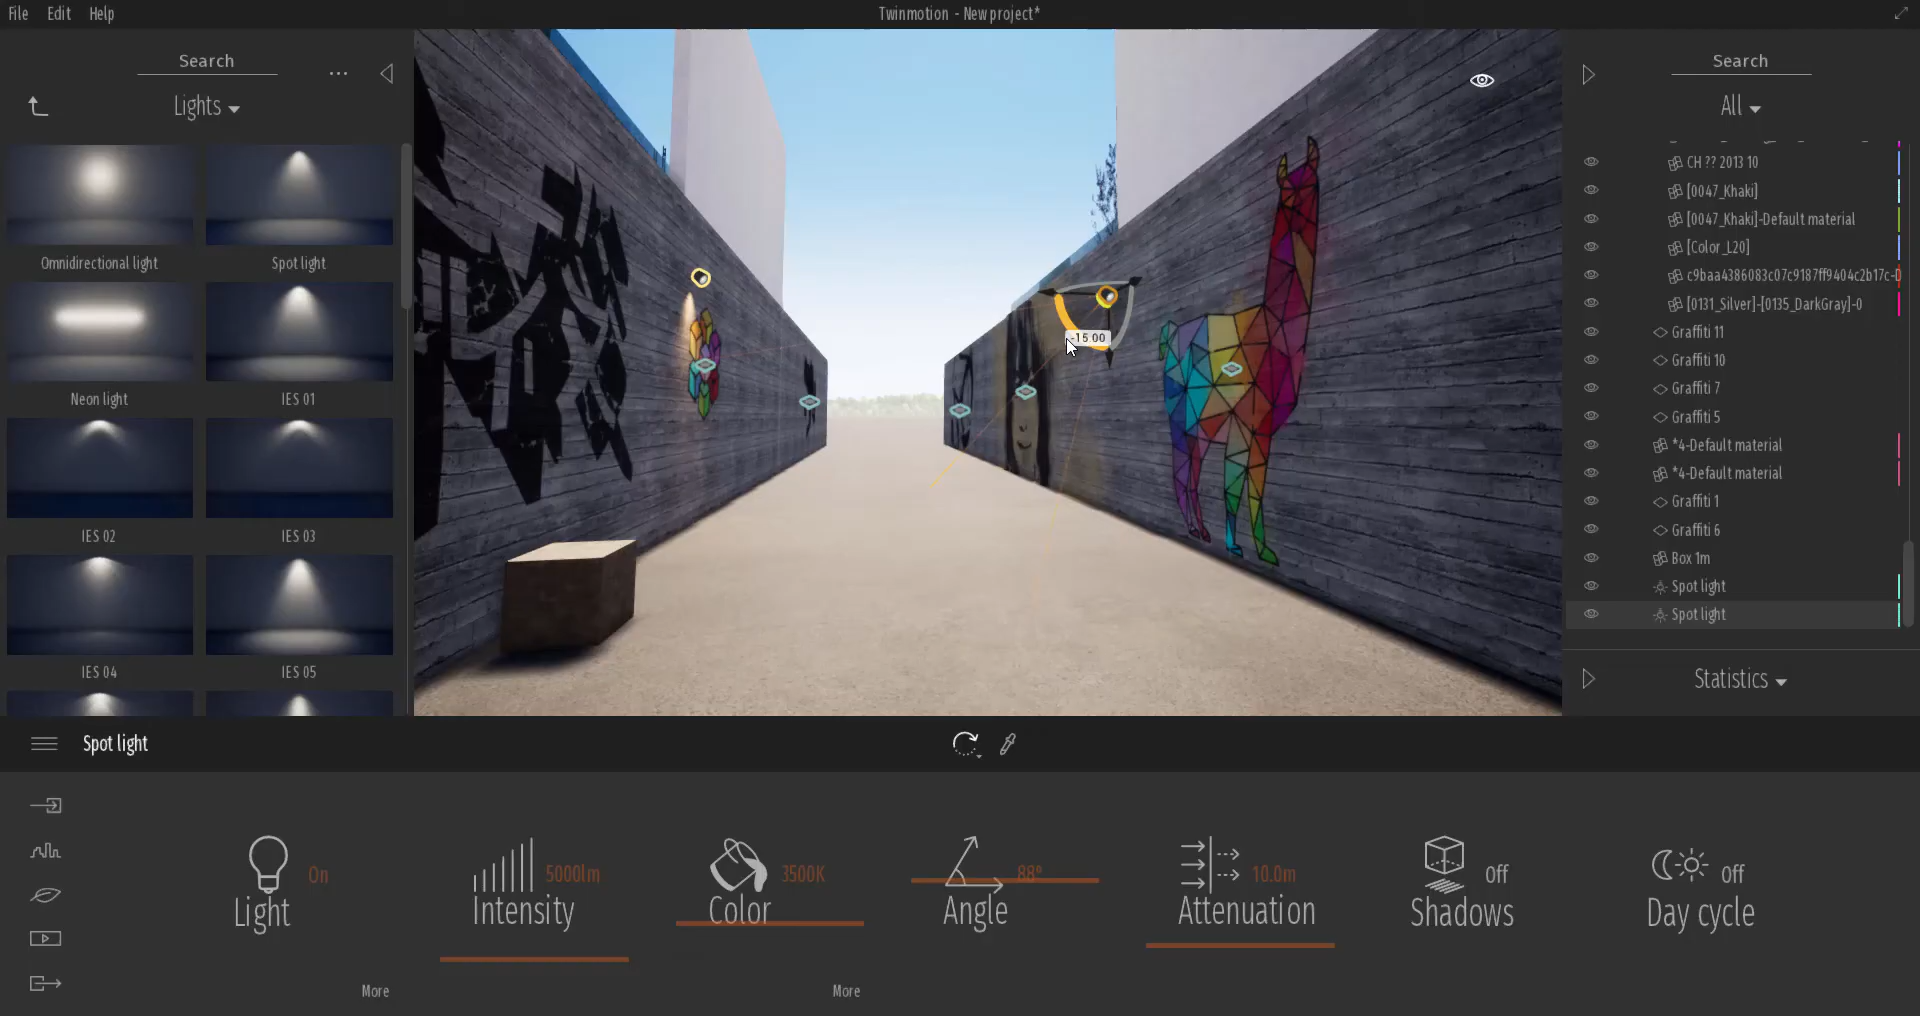 File Edit Help
Twinmotion - New project*
Search
...
Lights
Omnidirectional light
Spot light
Neon light
IES 01
IES 02
IES 03
IES 04
IES 05
-15.00
Search
All
CH ?? 2013 10
[0047_Khaki]
[0047_Khaki]-Default material
[Color_L20]
c9baa4386083c07c9187ff9404c2b17c-D
[0131_Silver]-[0135_DarkGray]-0
Graffiti 11
Graffiti 10
Graffiti 7
Graffiti 5
*4-Default material
*4-Default material
Graffiti 1
Graffiti 6
Box 1m
Spot light
Spot light
Statistics
Spot light
Light On
Intensity 5000lm
Color 3500K
Angle 88°
Attenuation 10.0m
Shadows Off
Day cycle Off
More
More